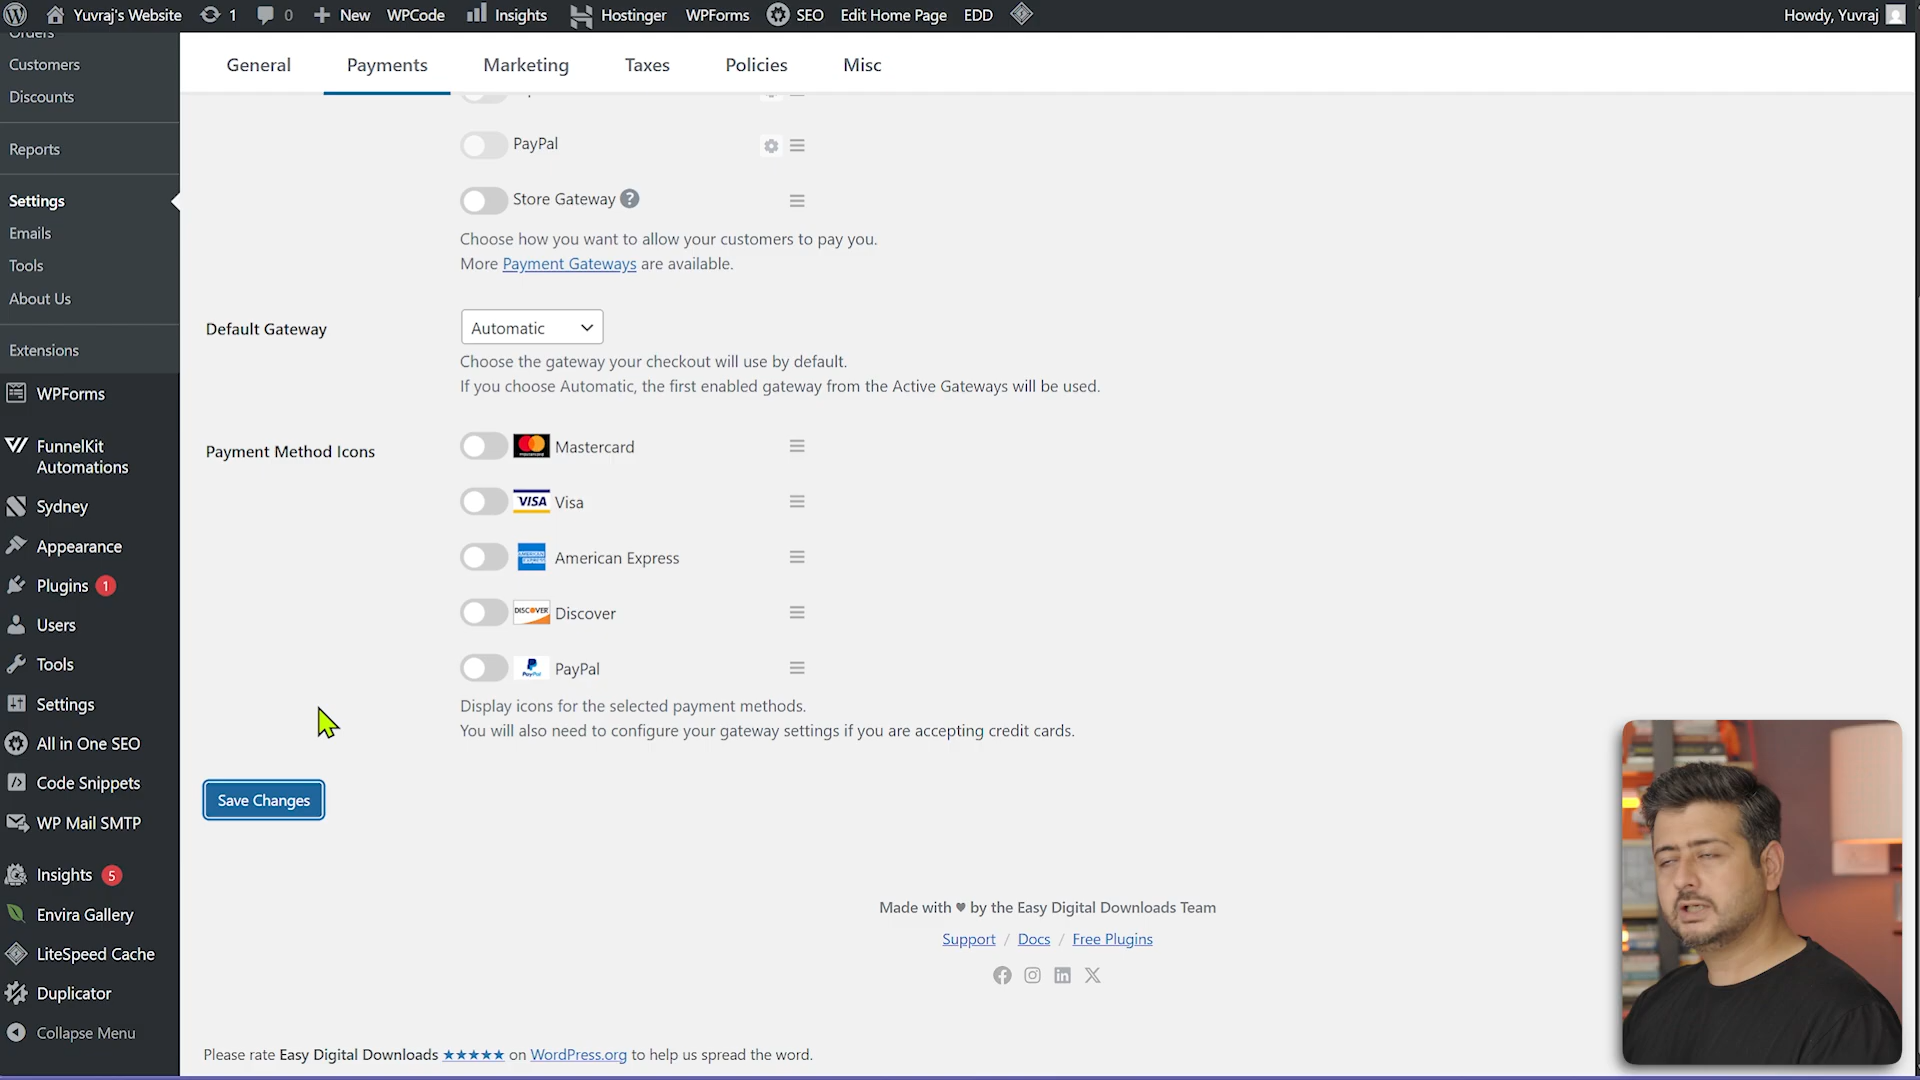 Yuvraj's Website
1
0
New
WPCode
Insights
Hostinger
WPForms
SEO
Edit Home Page
EDD
Howdy, Yuvraj
Orders
Customers
Discounts
Reports
Settings
Emails
Tools
About Us
Extensions
WPForms
FunnelKit
Automations
Sydney
Appearance
Plugins 1
Users
Tools
Settings
All in One SEO
Code Snippets
WP Mail SMTP
Insights 5
Envira Gallery
LiteSpeed Cache
Duplicator
Collapse Menu
General
Payments
Marketing
Taxes
Policies
Misc
PayPal
Store Gateway ?
Choose how you want to allow your customers to pay you.
More Payment Gateways are available.
Default Gateway
Automatic
Choose the gateway your checkout will use by default.
If you choose Automatic, the first enabled gateway from the Active Gateways will be used.
Payment Method Icons
Mastercard
VISA Visa
AMERICAN EXPRESS American Express
DISCOVER Discover
PayPal PayPal
Display icons for the selected payment methods.
You will also need to configure your gateway settings if you are accepting credit cards.
Save Changes
Made with ♥ by the Easy Digital Downloads Team
Support / Docs / Free Plugins
Please rate Easy Digital Downloads ★★★★★ on WordPress.org to help us spread the word.